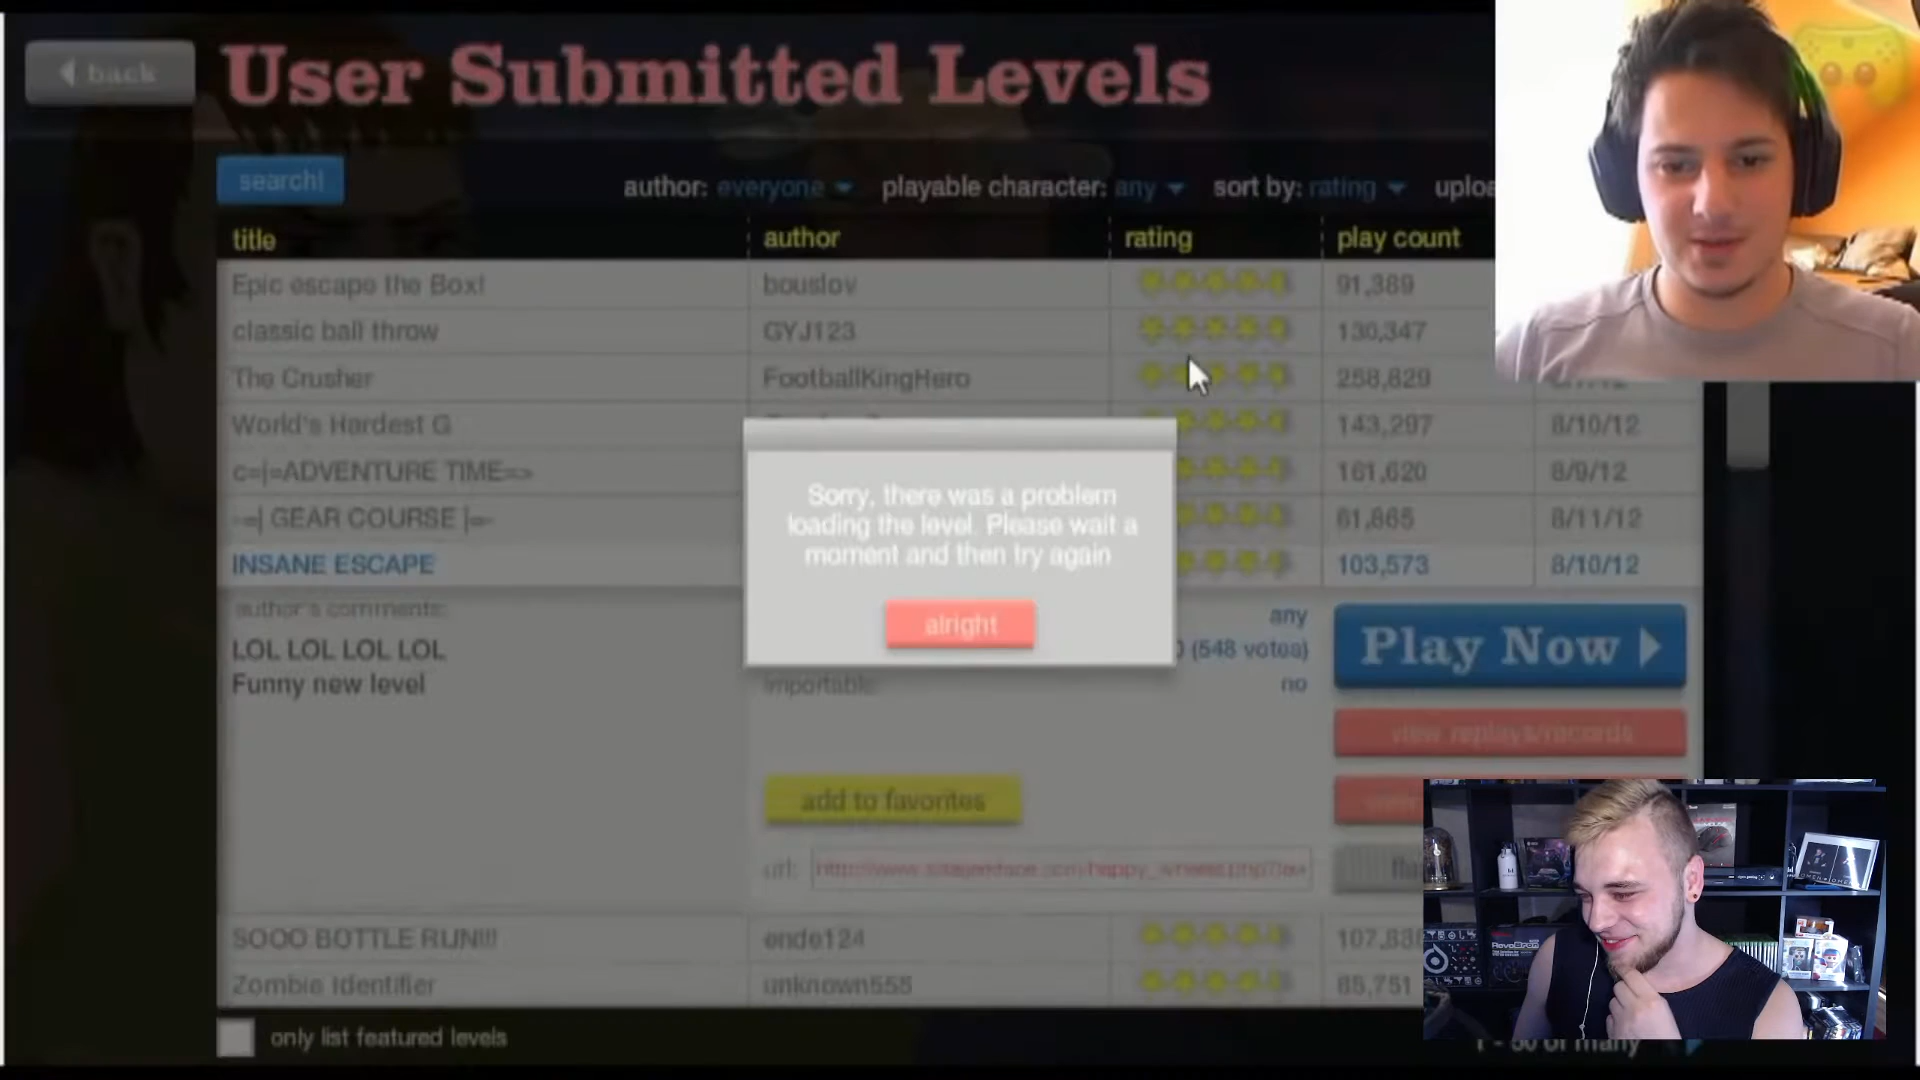 back
User Submitted Levels
search!
author: everyone
playable character: any
sort by: rating
uploa
title
author
rating
play count
Epic escape the Box!
bouslov
91,389
classic ball throw
GYJ123
130,347
The Crusher
FootballKingHero
258,829
World's Hardest G
143,297
8/10/12
c=|=ADVENTURE TIME=>
161,620
8/9/12
-=| GEAR COURSE |=-
61,865
8/11/12
INSANE ESCAPE
103,573
8/10/12
Sorry, there was a problem
loading the level. Please wait a
moment and then try again
alright
author's comments:
LOL LOL LOL LOL
Funny new level
any
(548 votes)
importable:
no
Play Now
view replays/records
add to favorites
url:
SOOO BOTTLE RUN!!!
ende124
Zombie Identifier
unknown555
85,751
only list featured levels
1 - 50 of many